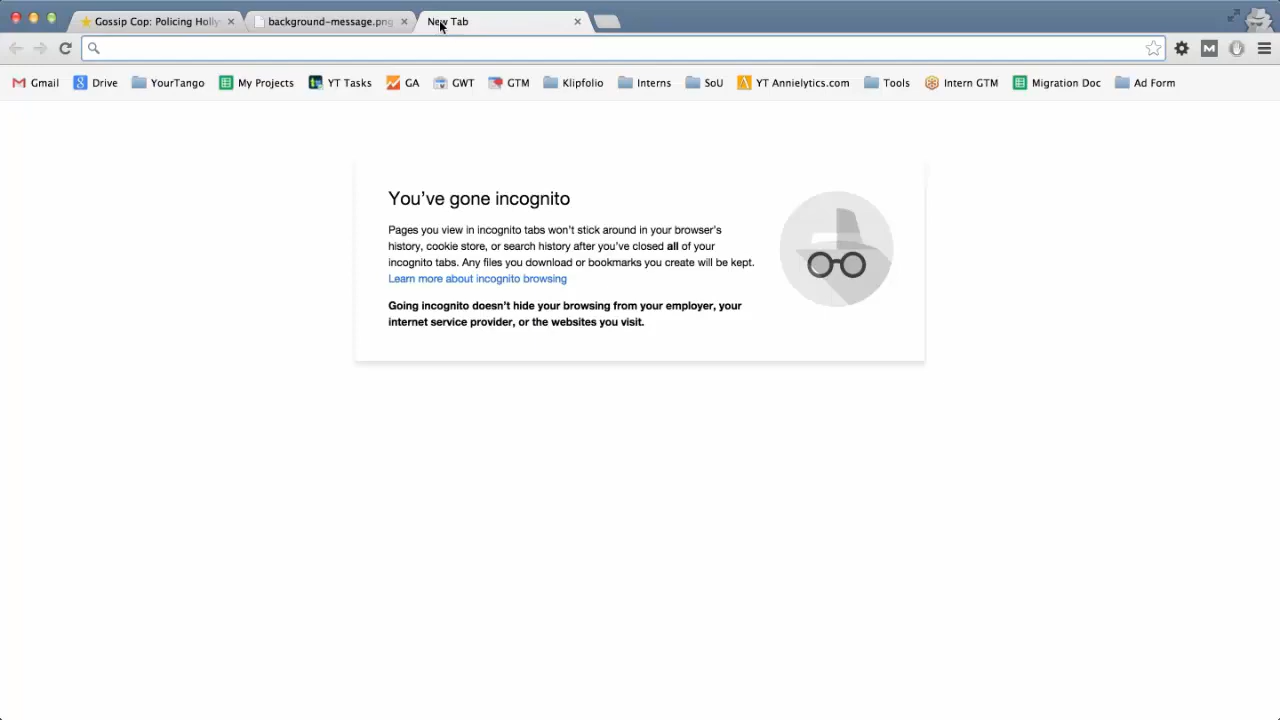 Gossip Cop: Policing Holly
background-message.png
New Tab
Gmail Drive YourTango My Projects YT Tasks GA GWT GTM Klipfolio Interns SoU YT Annielytics.com Tools Intern GTM Migration Doc Ad Form
You've gone incognito
Pages you view in incognito tabs won't stick around in your browser's
history, cookie store, or search history after you've closed all of your
incognito tabs. Any files you download or bookmarks you create will be kept.
Learn more about incognito browsing
Going incognito doesn't hide your browsing from your employer, your
internet service provider, or the websites you visit.